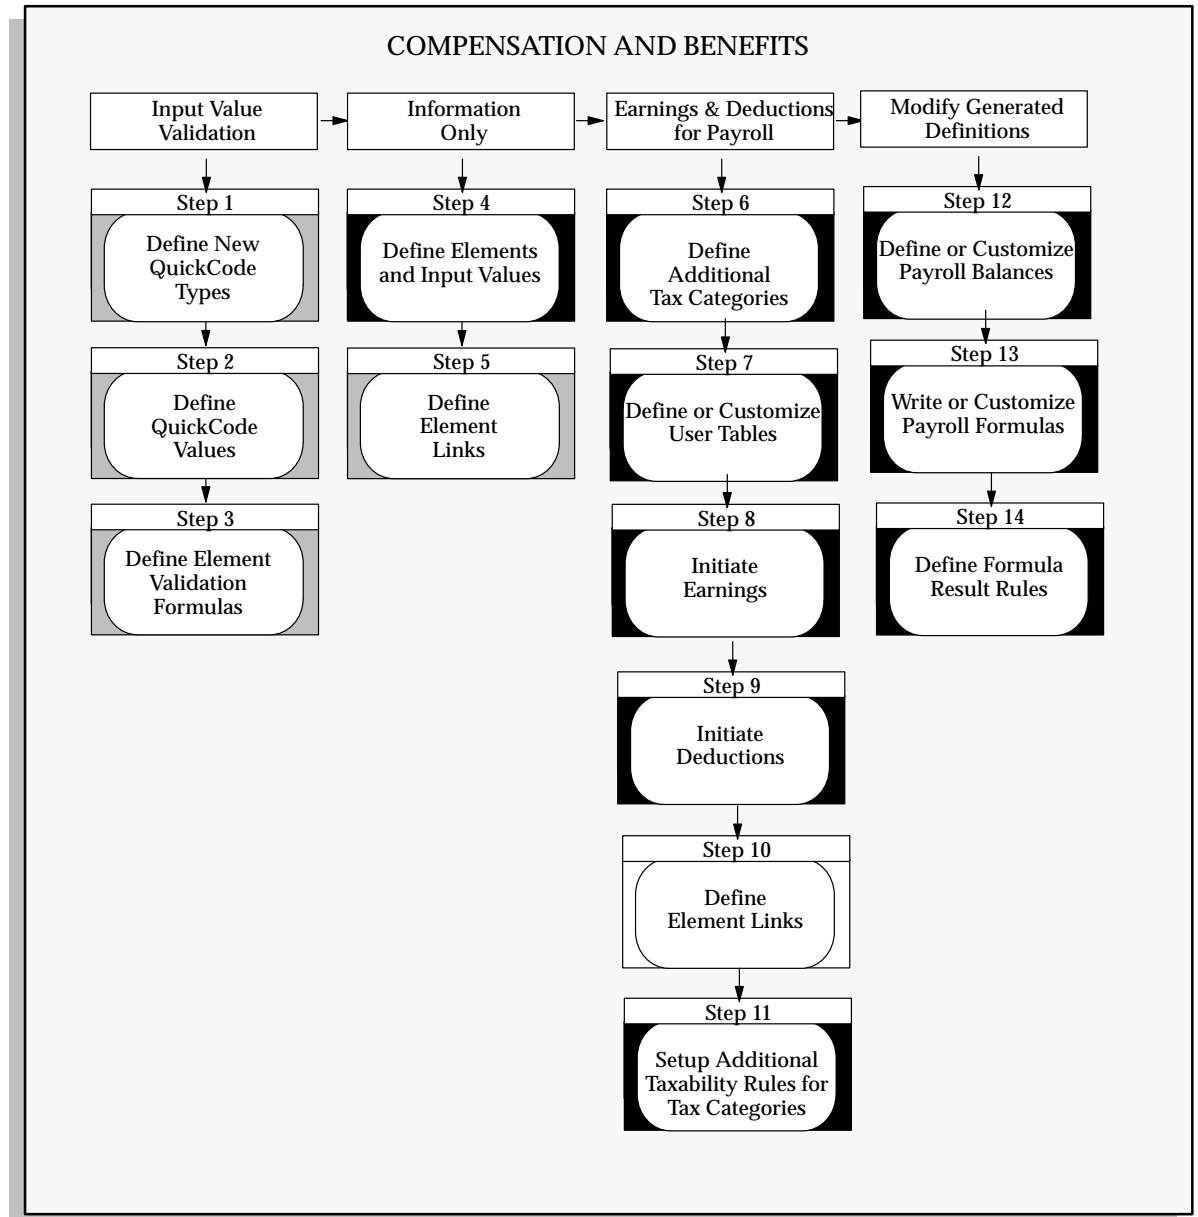 COMPENSATION AND BENEFITS
Input Value
Validation
Information
Only
Earnings & Deductions
for Payroll
Modify Generated
Definitions
Step 1
Define New
QuickCode
Types
Step 2
Define
QuickCode
Values
Step 3
Define Element
Validation
Formulas
Step 4
Define Elements
and Input Values
Step 5
Define
Element
Links
Step 6
Define
Additional
Tax Categories
Step 7
Define or Customize
User Tables
Step 8
Initiate
Earnings
Step 9
Initiate
Deductions
Step 10
Define
Element Links
Step 11
Setup Additional
Taxability Rules for
Tax Categories
Step 12
Define or Customize
Payroll Balances
Step 13
Write or Customize
Payroll Formulas
Step 14
Define Formula
Result Rules